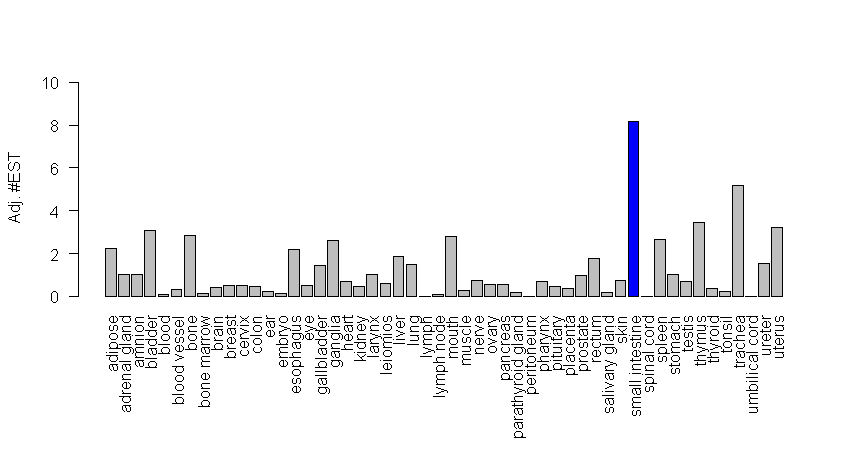 Adj. #EST
10
8
6
4
2
0
adipose
adrenal gland
amnion
bladder
blood
blood vessel
bone
bone marrow
brain
breast
cervix
colon
ear
embryo
esophagus
eye
gallbladder
ganglia
heart
kidney
larynx
leiomios
liver
lung
lymph
lymph node
mouth
muscle
nerve
ovary
pancreas
parathyroid gland
peritoneum
pharynx
pituitary
placenta
prostate
rectum
salivary gland
skin
small intestine
spinal cord
spleen
stomach
testis
thymus
thyroid
tonsil
trachea
umbilical cord
ureter
uterus